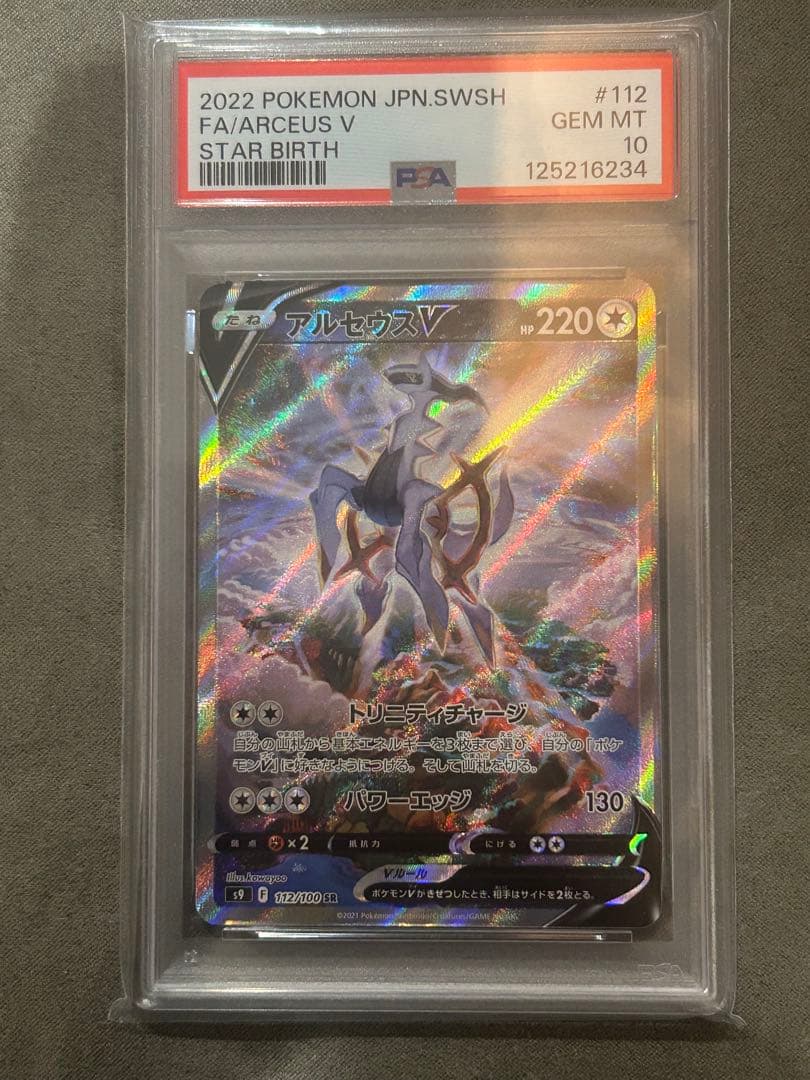 2022 POKEMON JPN.SWSH #112
FA/ARCEUS V GEM MT
STAR BIRTH 10
PSA 125216234
たね アルセウスV HP220
トリニティチャージ
自分の山札から基本エネルギーを3枚まで選び、自分の「ポケ
モンV」に好きなようにつける。そして山札を切る。
パワーエッジ 130
弱点 ×2 抵抗力 にげる
Vルール
ポケモンVがきぜつしたとき、相手はサイドを2枚とる。
Illus.kawayoo
s9 F 112/100 SR
©2021 Pokémon/Nintendo/Creatures/GAME
PSA